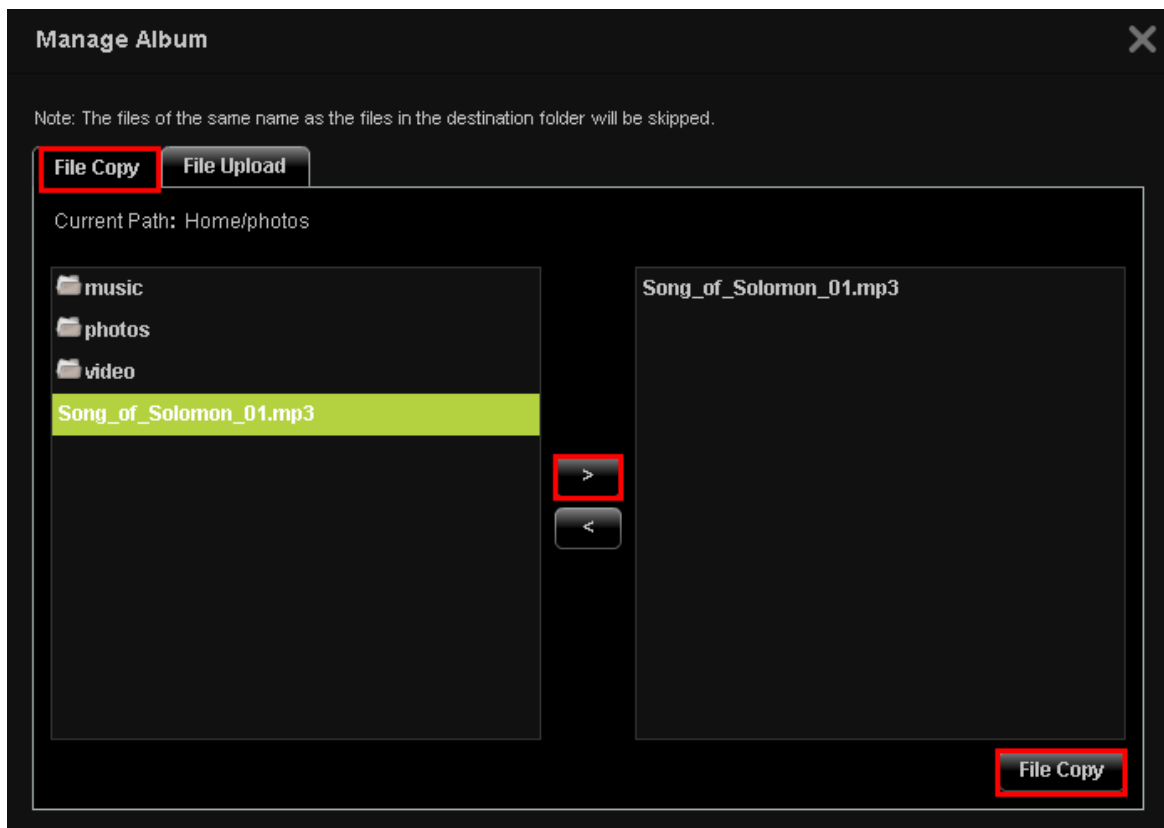 Manage Album
Note: The files of the same name as the files in the destination folder will be skipped.
File Copy File Upload
Current Path: Home/photos
music
photos
video
Song_of_Solomon_01.mp3
>
<
Song_of_Solomon_01.mp3
File Copy